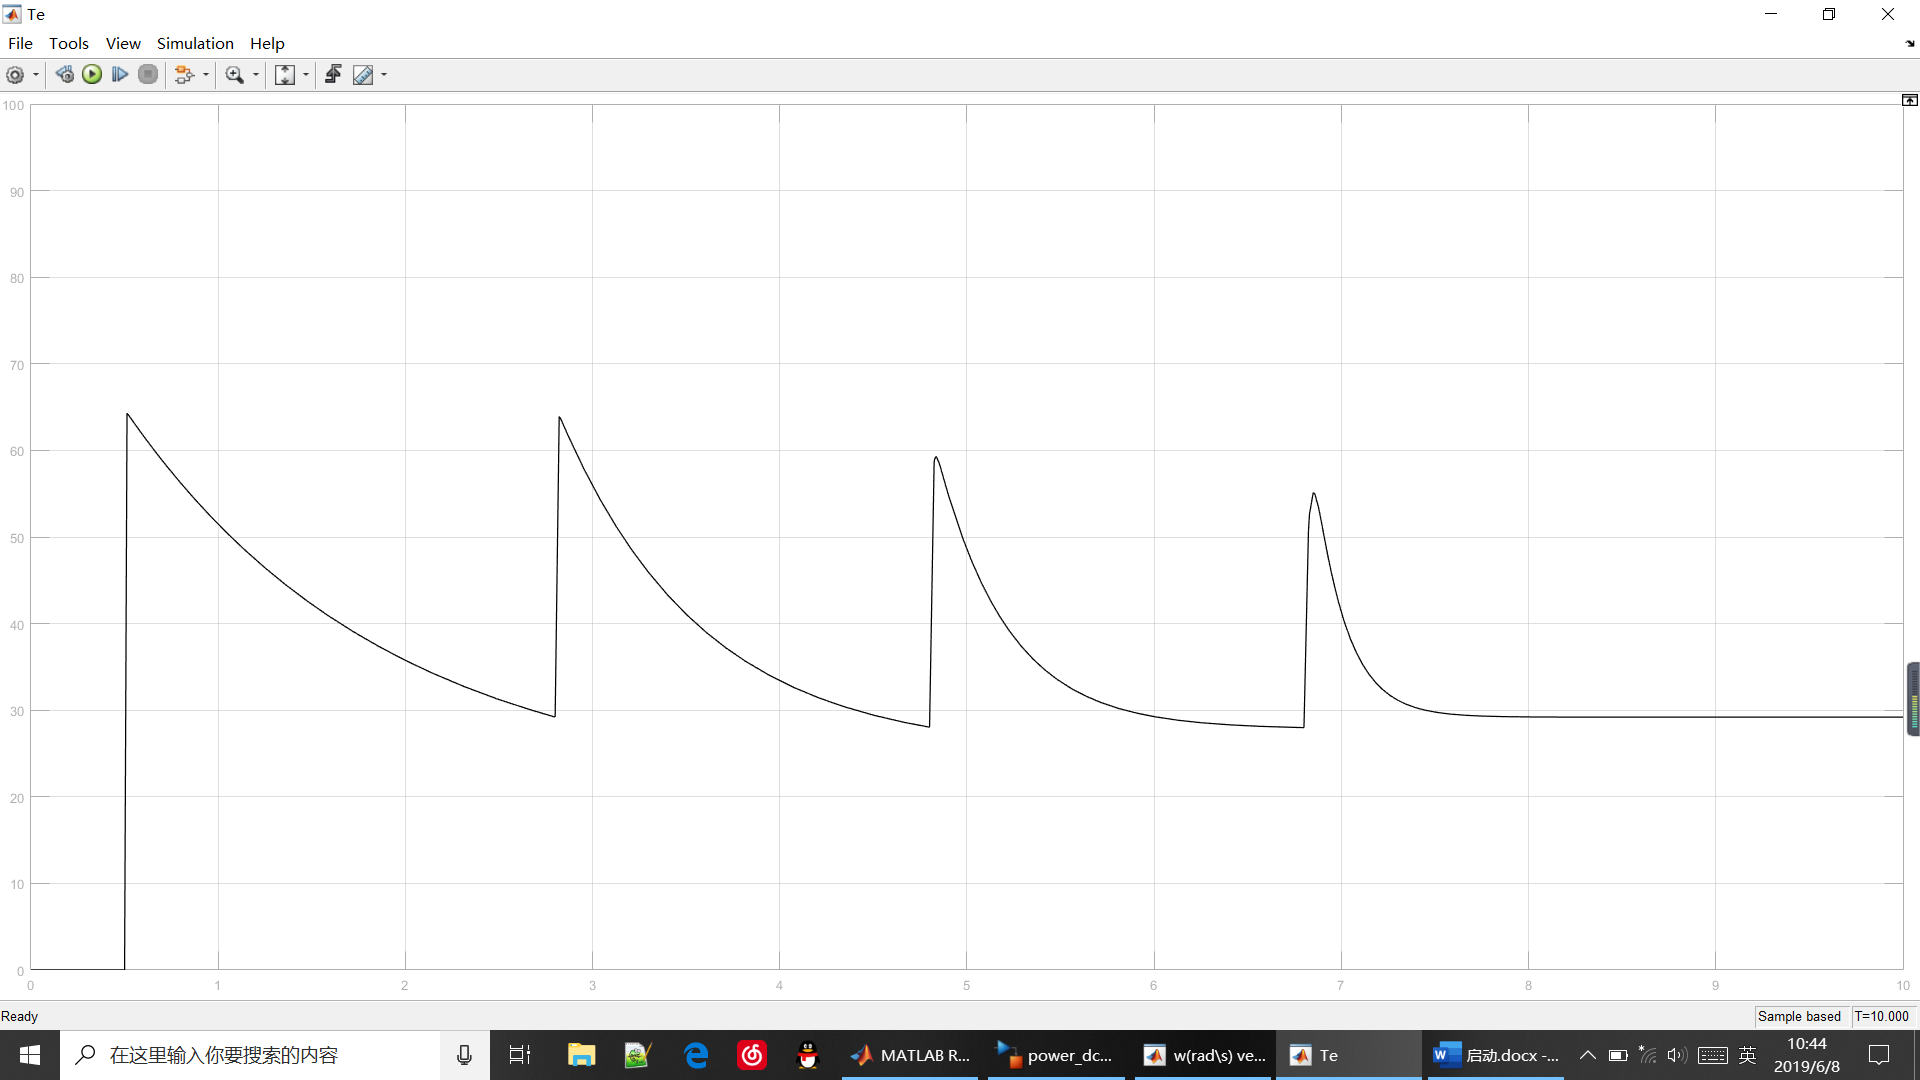 Te
File Tools View Simulation Help
100
90
80
70
60
50
40
30
20
10
0
0 1 2 3 4 5 6 7 8 9 10
Ready
Sample based T=10.000
在这里输入你要搜索的内容
MATLAB R...
power_dc...
w(rad\s) ve...
Te
启动.docx -...
英
10:44
2019/6/8